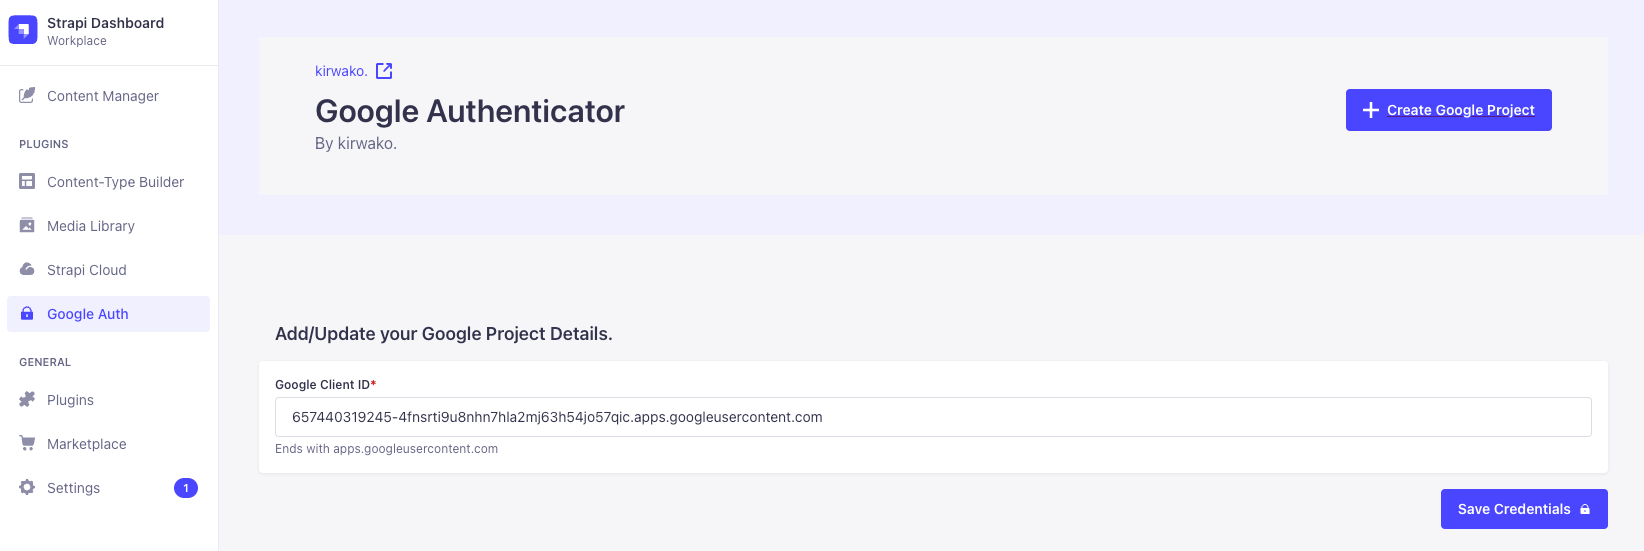 Strapi Dashboard
Workplace
Content Manager
PLUGINS
Content-Type Builder
Media Library
Strapi Cloud
Google Auth
GENERAL
Plugins
Marketplace
Settings
1
kirwako.
Google Authenticator
By kirwako.
Create Google Project
Add/Update your Google Project Details.
Google Client ID*
657440319245-4fnsrti9u8nhn7hla2mj63h54jo57qic.apps.googleusercontent.com
Ends with apps.googleusercontent.com
Save Credentials